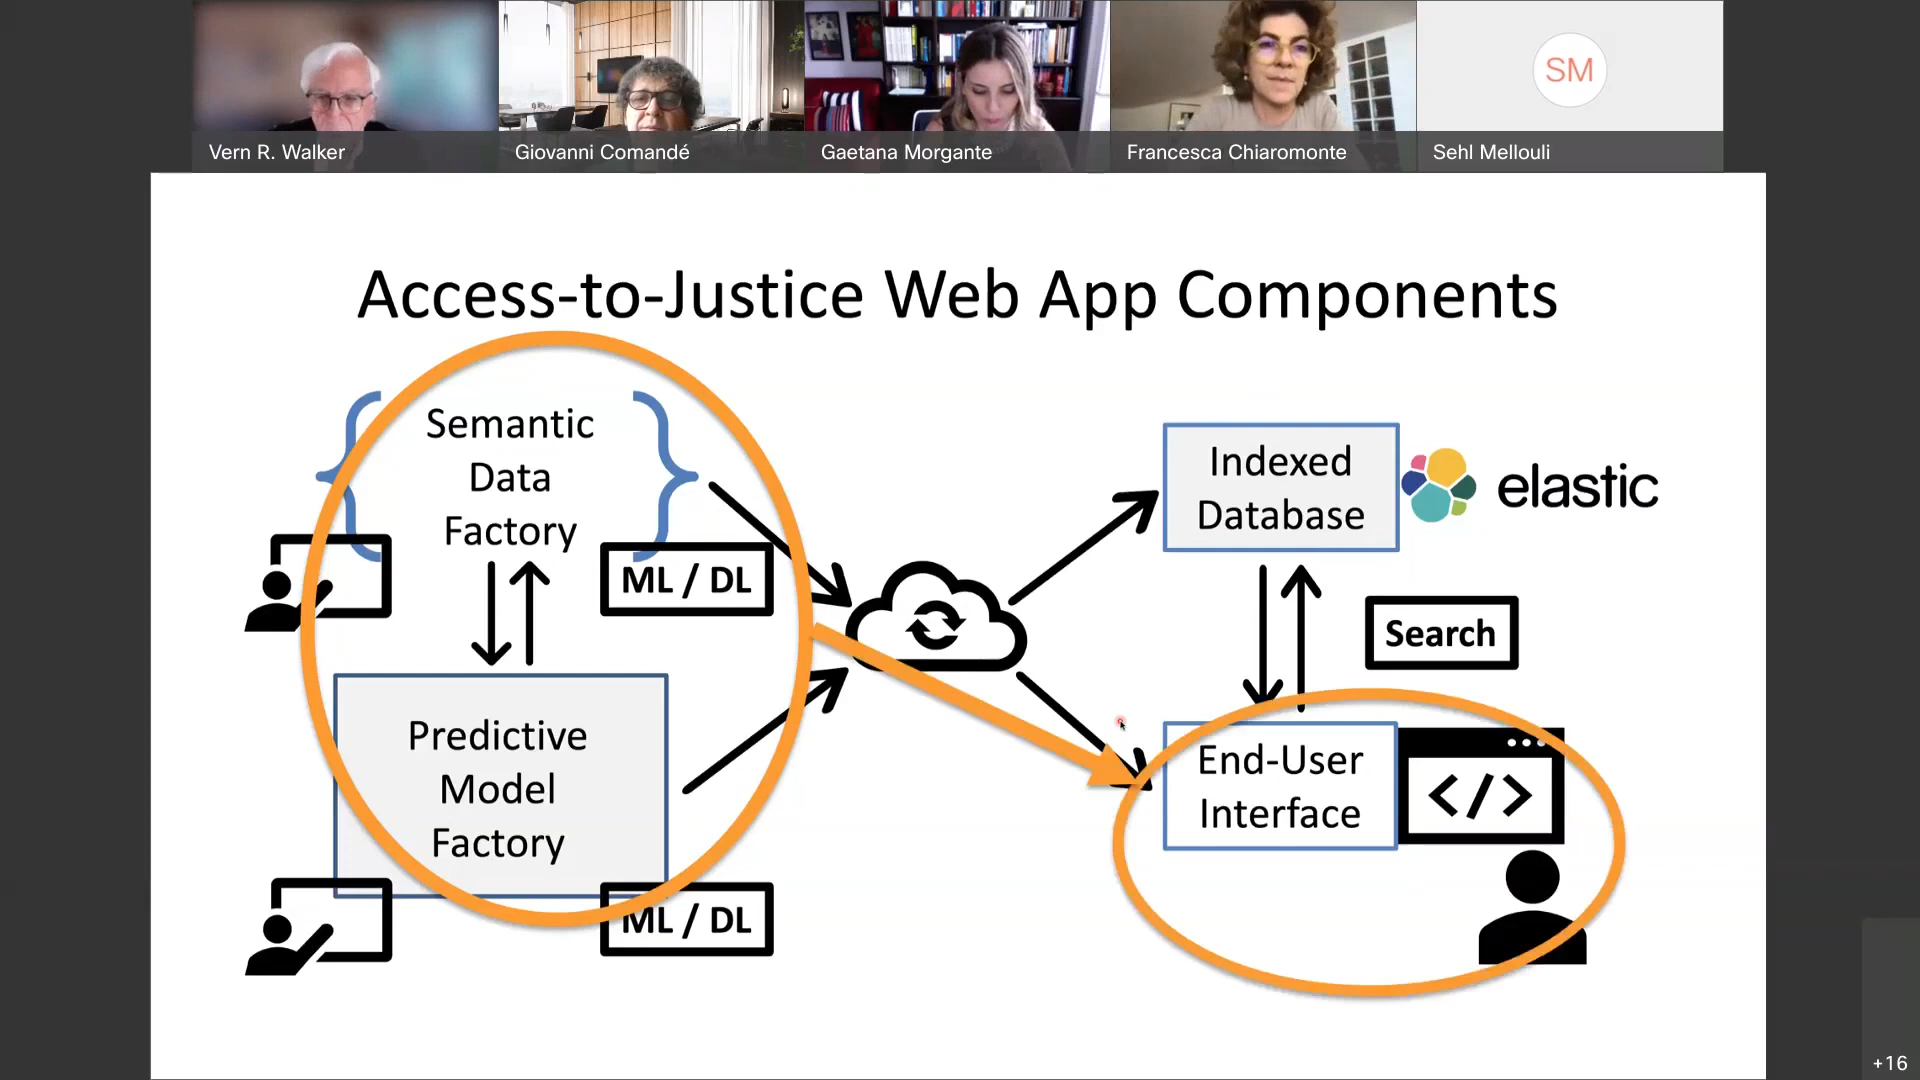 Vern R. Walker
Giovanni Comandé
Gaetana Morgante
Francesca Chiaromonte
SM
Sehl Mellouli
Access-to-Justice Web App Components
Semantic
Data
Factory
ML / DL
Predictive
Model
Factory
ML / DL
Indexed
Database
elastic
Search
End-User
Interface
</>
+16